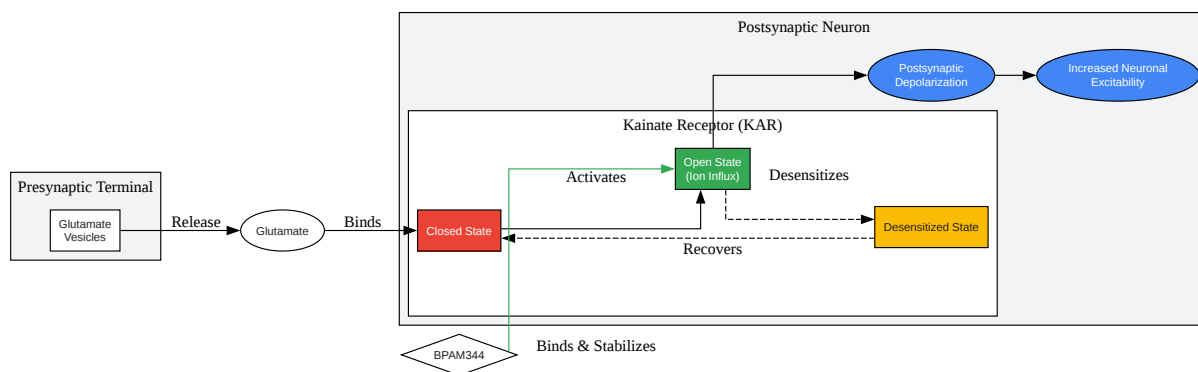 Postsynaptic Neuron
Postsynaptic
Depolarization
Increased Neuronal
Excitability
Kainate Receptor (KAR)
Open State
(Ion Influx)
Activates
Desensitizes
Presynaptic Terminal
Glutamate
Vesicles
Release
Glutamate
Binds
Closed State
Desensitized State
Recovers
BPAM344
Binds & Stabilizes